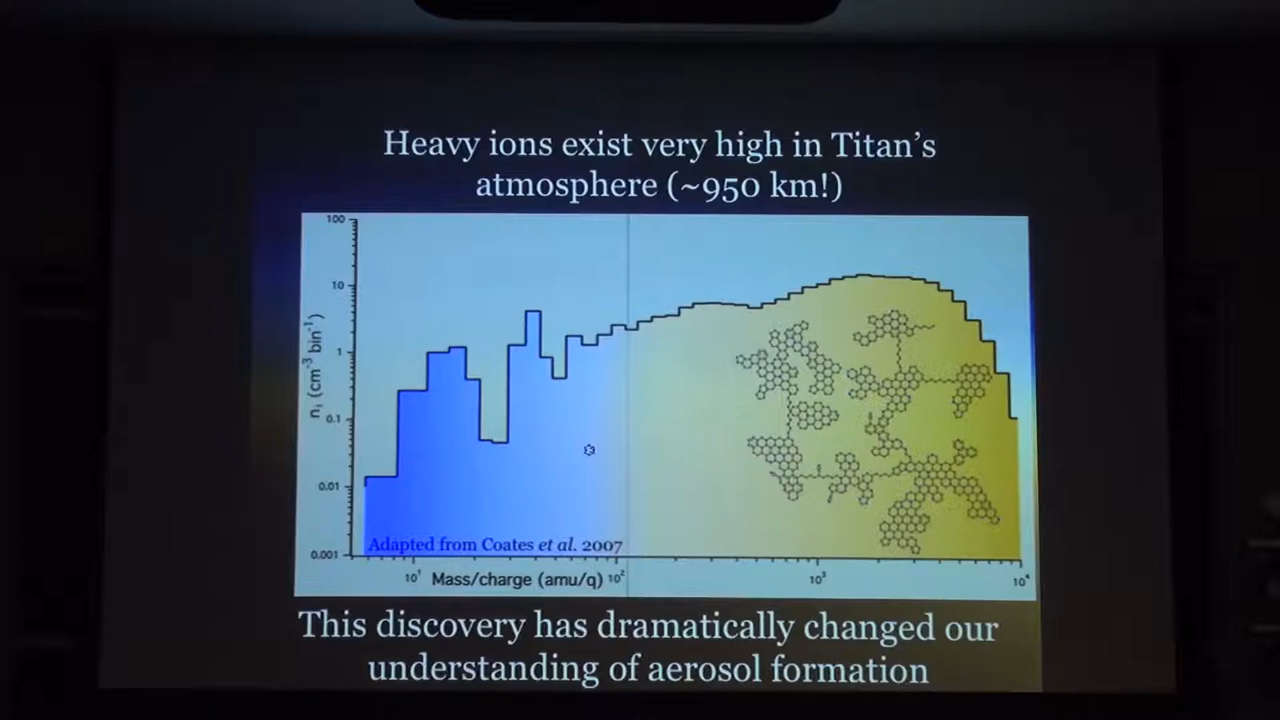 Heavy ions exist very high in Titan's
atmosphere (~950 km!)
100
10
1
0.1
0.01
0.001
nᵢ (cm⁻³ bin⁻¹)
Adapted from Coates et al. 2007
10¹
Mass/charge (amu/q)
10²
10³
10⁴
This discovery has dramatically changed our
understanding of aerosol formation